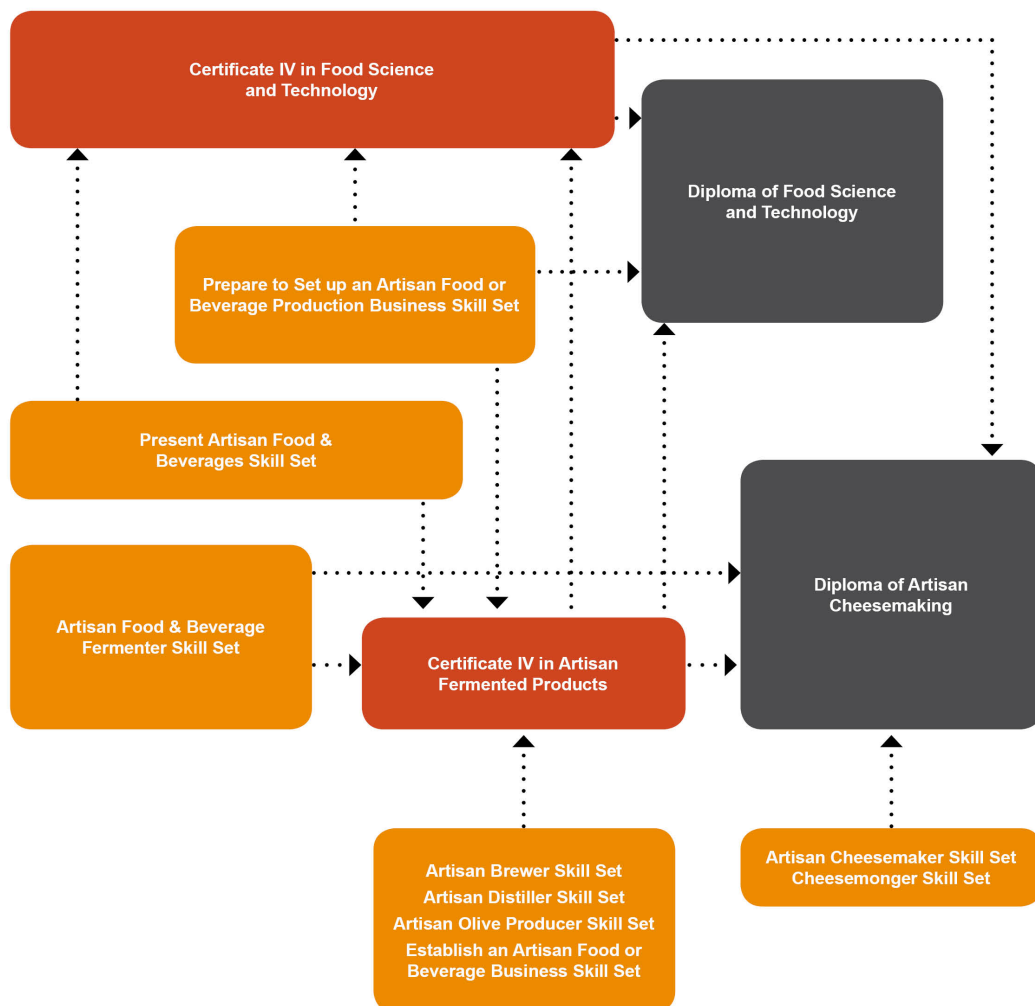 Certificate IV in Food Science
and Technology
Diploma of Food Science
and Technology
Prepare to Set up an Artisan Food or
Beverage Production Business Skill Set
Present Artisan Food &
Beverages Skill Set
Artisan Food & Beverage
Fermenter Skill Set
Certificate IV in Artisan
Fermented Products
Diploma of Artisan
Cheesemaking
Artisan Brewer Skill Set
Artisan Distiller Skill Set
Artisan Olive Producer Skill Set
Establish an Artisan Food or
Beverage Business Skill Set
Artisan Cheesemaker Skill Set
Cheesemonger Skill Set